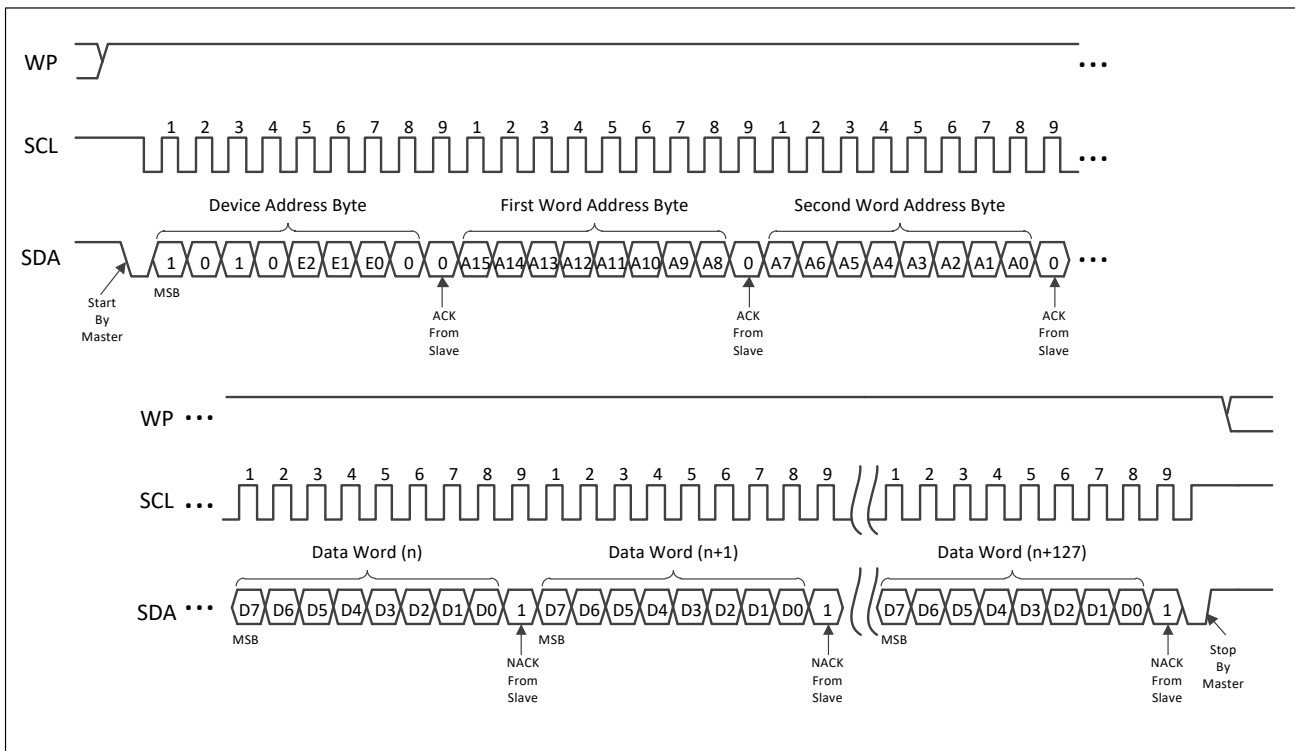 WP
...
SCL
1 2 3 4 5 6 7 8 9 1 2 3 4 5 6 7 8 9 1 2 3 4 5 6 7 8 9
...
Device Address Byte First Word Address Byte Second Word Address Byte
SDA
1 0 1 0 E2 E1 E0 0 0 A15 A14 A13 A12 A11 A10 A9 A8 0 A7 A6 A5 A4 A3 A2 A1 A0 0
...
MSB
Start
By
Master
ACK
From
Slave
ACK
From
Slave
ACK
From
Slave
WP ...
SCL ...
1 2 3 4 5 6 7 8 9 1 2 3 4 5 6 7 8 9 1 2 3 4 5 6 7 8 9
Data Word (n) Data Word (n+1) Data Word (n+127)
SDA ...
D7 D6 D5 D4 D3 D2 D1 D0 1 D7 D6 D5 D4 D3 D2 D1 D0 1 D7 D6 D5 D4 D3 D2 D1 D0 1
MSB MSB MSB
NACK
From
Slave
NACK
From
Slave
NACK
From
Slave
Stop
By
Master